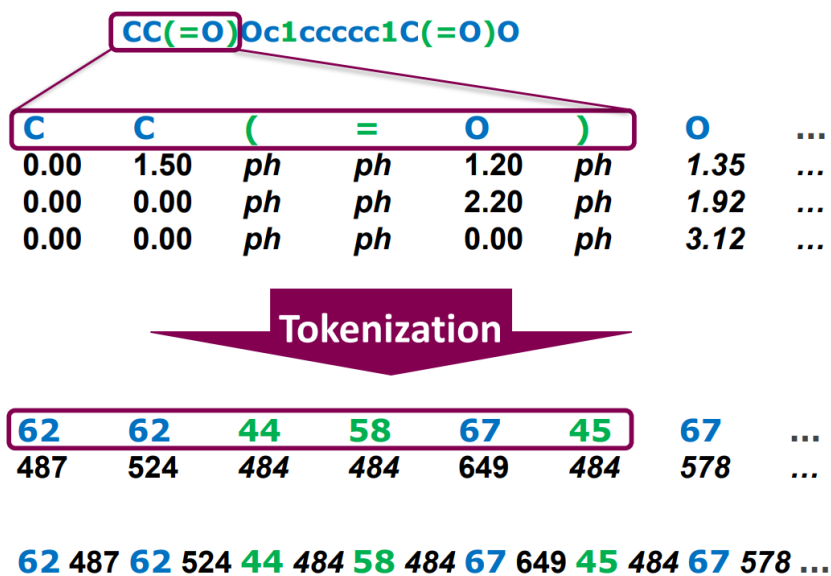 CC(=O)Oc1ccccc1C(=O)O
C C ( = O ) O ...
0.00 1.50 ph ph 1.20 ph 1.35 ...
0.00 0.00 ph ph 2.20 ph 1.92 ...
0.00 0.00 ph ph 0.00 ph 3.12 ...
Tokenization
62 62 44 58 67 45 67 ...
487 524 484 484 649 484 578 ...
62 487 62 524 44 484 58 484 67 649 45 484 67 578 ...